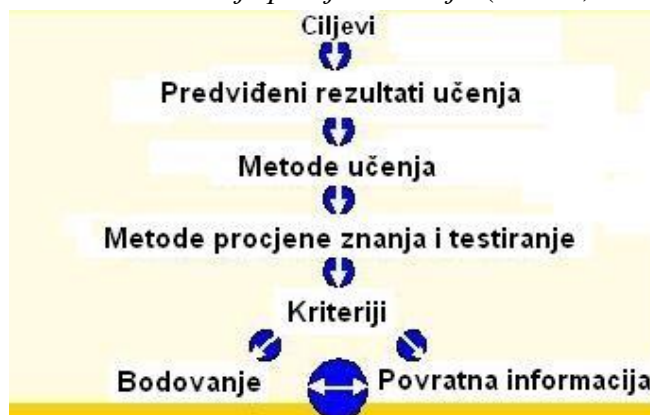 Ciljevi
Predviđeni rezultati učenja
Metode učenja
Metode procjene znanja i testiranje
Kriteriji
Bodovanje
Povratna informacija